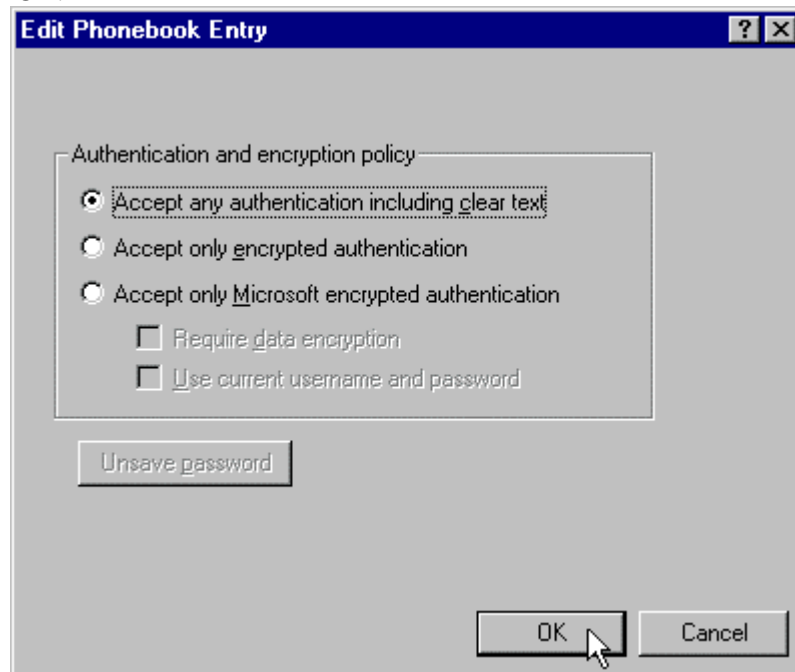 Edit Phonebook Entry
Authentication and encryption policy
Accept any authentication including clear text
Accept only encrypted authentication
Accept only Microsoft encrypted authentication
Require data encryption
Use current username and password
Unsave password
OK Cancel